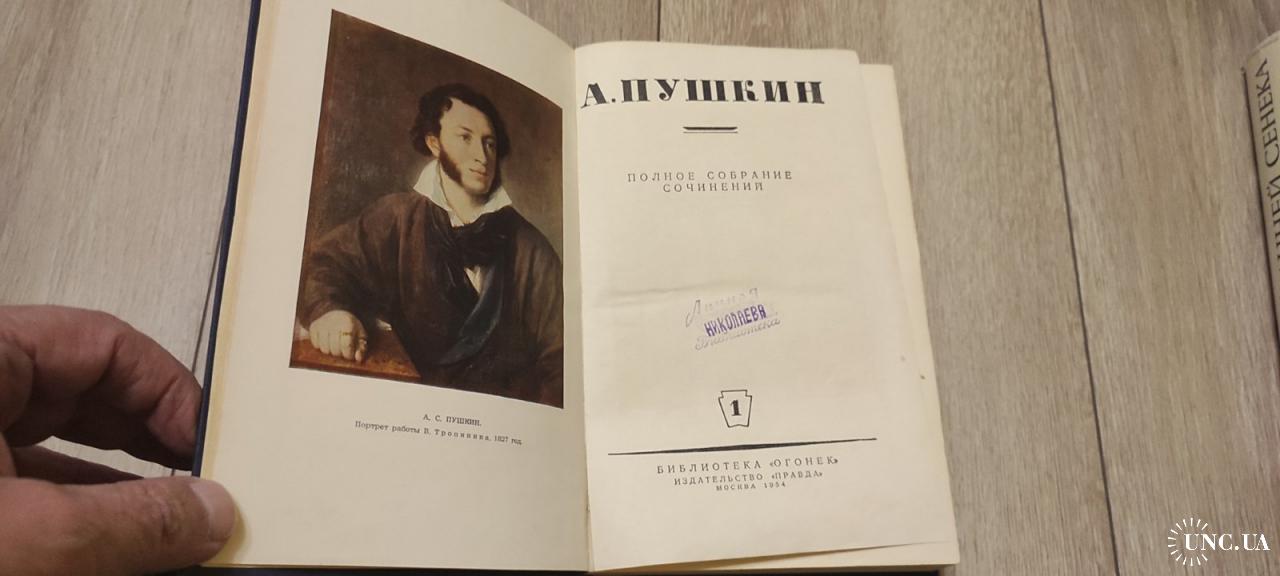 А. С. ПУШКИН.
Портрет работы В. Тропинина, 1827 год.
А.ПУШКИН
ПОЛНОЕ СОБРАНИЕ
СОЧИНЕНИЙ
НИКОЛАЕВА
1
БИБЛИОТЕКА «ОГОНЕК»
ИЗДАТЕЛЬСТВО «ПРАВДА»
МОСКВА 1954
СЕНЕКА
UNC.UA